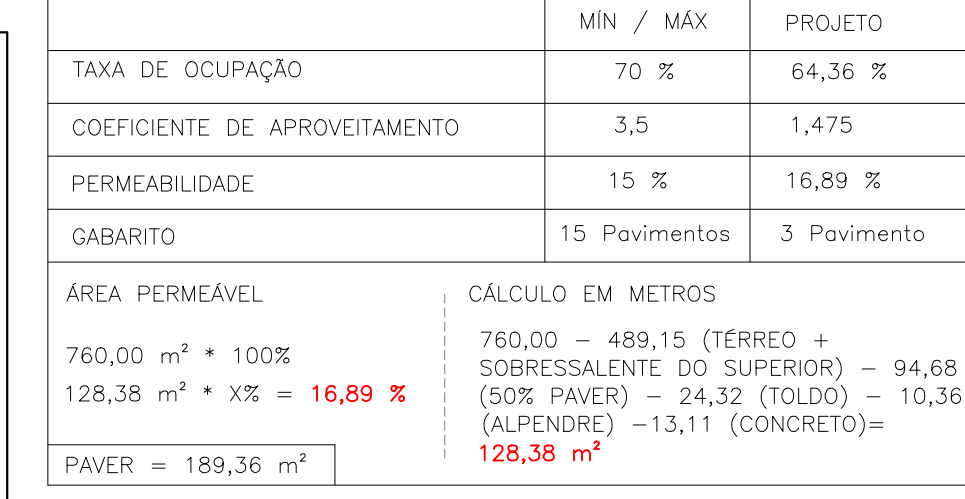 MÍN / MÁX PROJETO
TAXA DE OCUPAÇÃO 70 % 64,36 %
COEFICIENTE DE APROVEITAMENTO 3,5 1,475
PERMEABILIDADE 15 % 16,89 %
GABARITO 15 Pavimentos 3 Pavimento
ÁREA PERMEÁVEL
760,00 m² * 100%
128,38 m² * X% = 16,89 %
PAVER = 189,36 m²
CÁLCULO EM METROS
760,00 – 489,15 (TÉRREO +
SOBRESSALENTE DO SUPERIOR) – 94,68
(50% PAVER) – 24,32 (TOLDO) – 10,36
(ALPENDRE) –13,11 (CONCRETO)=
128,38 m²